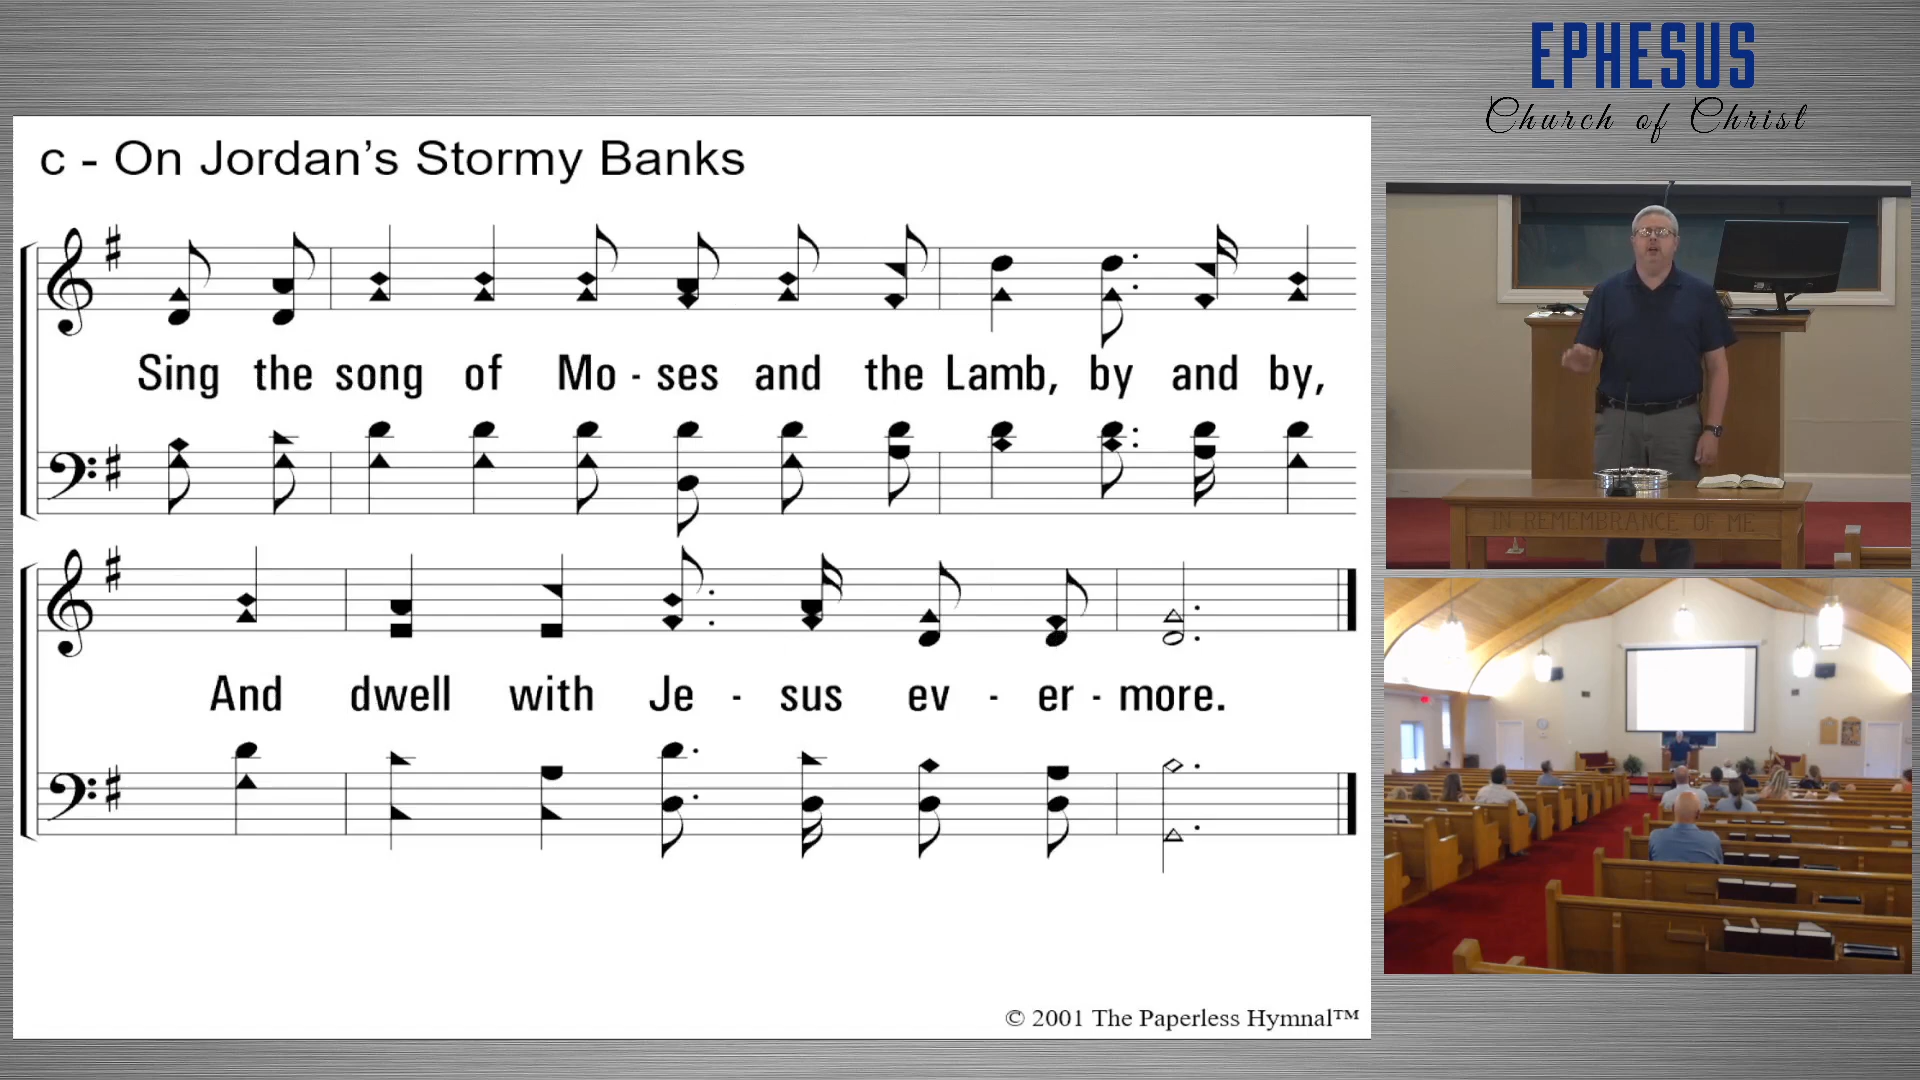 EPHESUS
Church of Christ
c - On Jordan's Stormy Banks
Sing the song of Mo - ses and the Lamb, by and by,
And dwell with Je - sus ev - er - more.
© 2001 The Paperless Hymnal™
IN REMEMBRANCE OF ME